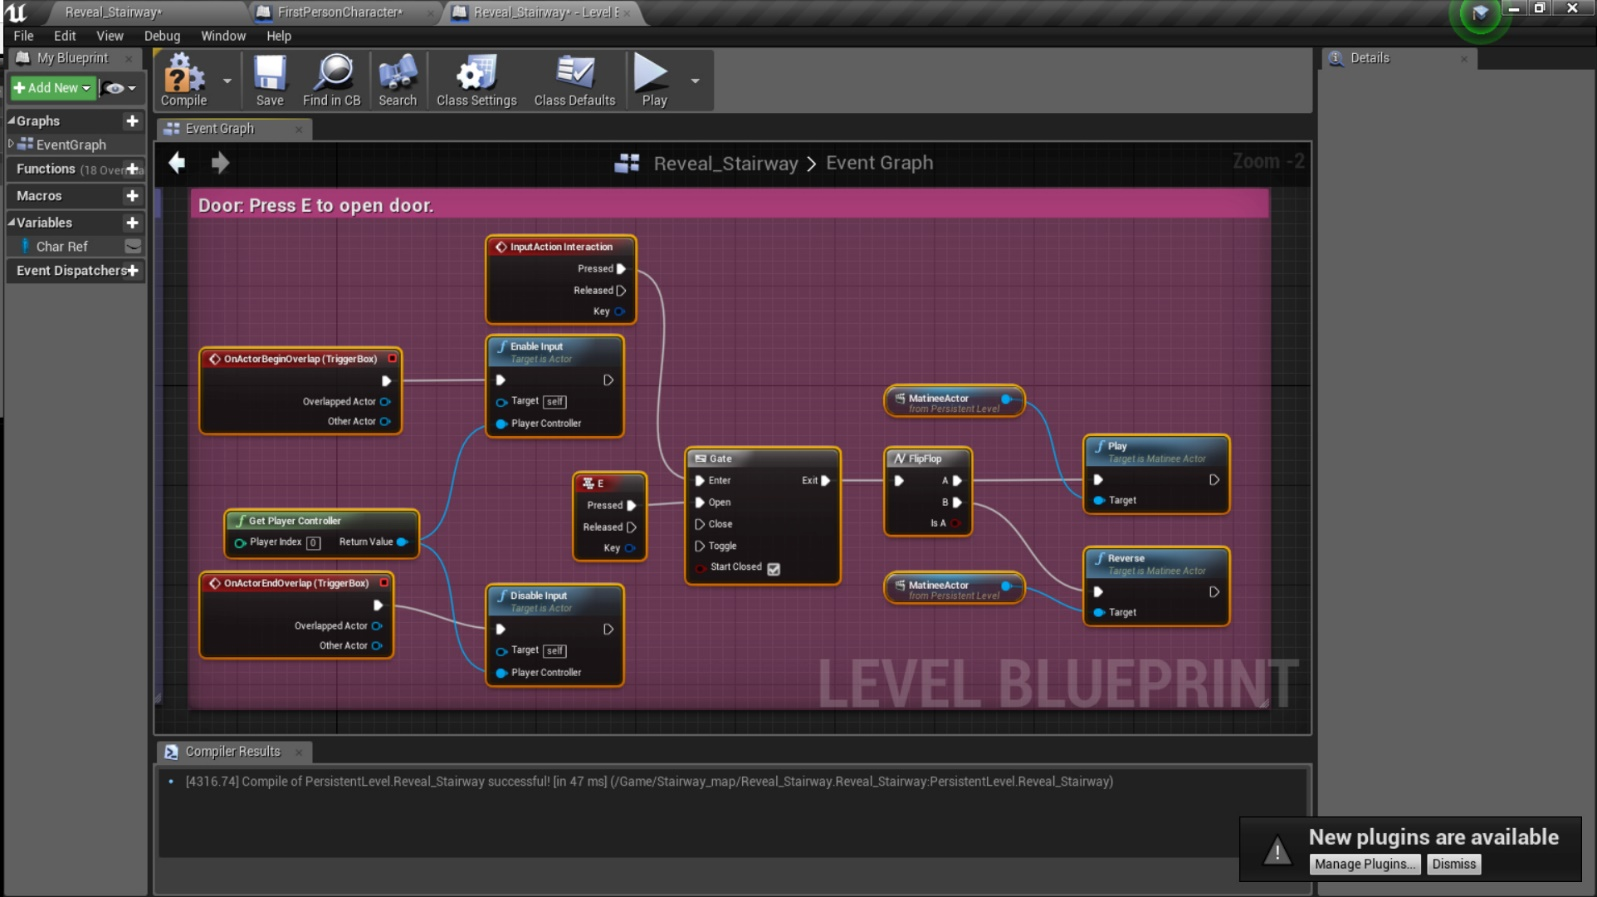 Reveal_Stairway*
FirstPersonCharacter*
Reveal_Stairway* - Level E
File Edit View Debug Window Help
My Blueprint
Details
Add New
Compile
Save
Find in CB
Search
Class Settings
Class Defaults
Play
Graphs
EventGraph
Functions (18 Overrida
Macros
Variables
Char Ref
Event Dispatchers
Event Graph
Reveal_Stairway > Event Graph
Zoom -2
Door: Press E to open door.
InputAction Interaction
Pressed
Released
Key
OnActorBeginOverlap (TriggerBox)
Overlapped Actor
Other Actor
Enable Input
Target is Actor
Target self
Player Controller
MatineeActor
from Persistent Level
Play
Target is Matinee Actor
Target
Gate
Enter Exit
Open
Close
Toggle
Start Closed
FlipFlop
A
B
Is A
E
Pressed
Released
Key
Get Player Controller
Player Index 0 Return Value
Reverse
Target is Matinee Actor
Target
MatineeActor
from Persistent Level
OnActorEndOverlap (TriggerBox)
Overlapped Actor
Other Actor
Disable Input
Target is Actor
Target self
Player Controller
LEVEL BLUEPRINT
Compiler Results
[4316.74] Compile of PersistentLevel.Reveal_Stairway successful! [in 47 ms] (/Game/Stairway_map/Reveal_Stairway.Reveal_Stairway:PersistentLevel.Reveal_Stairway)
New plugins are available
Manage Plugins... Dismiss